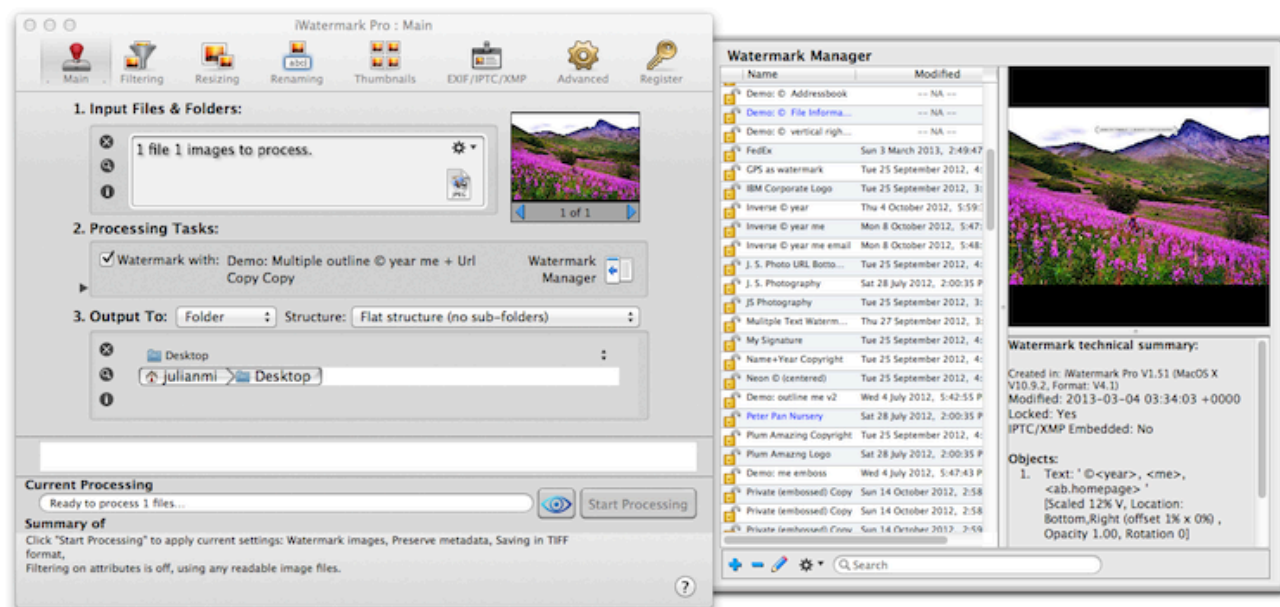 iWatermark Pro : Main
Main
Filtering
Resizing
Renaming
Thumbnails
EXIF/IPTC/XMP
Advanced
Register
1. Input Files & Folders:
1 file 1 images to process.
JPEG
1 of 1
2. Processing Tasks:
Watermark with: Demo: Multiple outline © year me + Url
Copy Copy
Watermark
Manager
3. Output To: Folder Structure: Flat structure (no sub-folders)
Desktop
julianmi Desktop
Current Processing
Ready to process 1 files...
Start Processing
Summary of
Click "Start Processing" to apply current settings: Watermark images, Preserve metadata, Saving in TIFF
format,
Filtering on attributes is off, using any readable image files.
?
Watermark Manager
Name Modified
Demo: © Addressbook -- NA --
Demo: © File Informa... -- NA --
Demo: © vertical righ... -- NA --
FedEx Sun 3 March 2013, 2:49:47
GPS as watermark Tue 25 September 2012, 4:
IBM Corporate Logo Tue 25 September 2012, 3:
Inverse © year Thu 4 October 2012, 5:59:
Inverse © year me Mon 8 October 2012, 5:47:
Inverse © year me email Mon 8 October 2012, 5:48:
J. S. Photo URL Botto... Tue 25 September 2012, 4:
J. S. Photography Sat 28 July 2012, 2:00:35 P
JS Photography Tue 25 September 2012, 3:
Mulitple Text Waterm... Thu 27 September 2012, 3:
My Signature Tue 25 September 2012, 4:
Name+Year Copyright Tue 25 September 2012, 4:
Neon © (centered) Tue 25 September 2012, 4:
Demo: outline me v2 Wed 4 July 2012, 5:42:55 P
Peter Pan Nursery Sat 28 July 2012, 2:00:35 P
Plum Amazing Copyright Tue 25 September 2012, 4:
Plum Amazng Logo Sat 28 July 2012, 2:00:35 P
Demo: me emboss Wed 4 July 2012, 5:47:43 P
Private (embossed) Copy Sun 14 October 2012, 2:58
Private (embossed) Copy Sun 14 October 2012, 2:58
Private (embossed) Copy Sun 14 October 2012, 2:59
Search
Watermark technical summary:
Created in: iWatermark Pro V1.51 (MacOS X
V10.9.2, Format: V4.1)
Modified: 2013-03-04 03:34:03 +0000
Locked: Yes
IPTC/XMP Embedded: No
Objects:
1. Text: ' ©<year>, <me>,
<ab.homepage> '
[Scaled 12% V, Location:
Bottom,Right (offset 1% x 0%) ,
Opacity 1.00, Rotation 0]